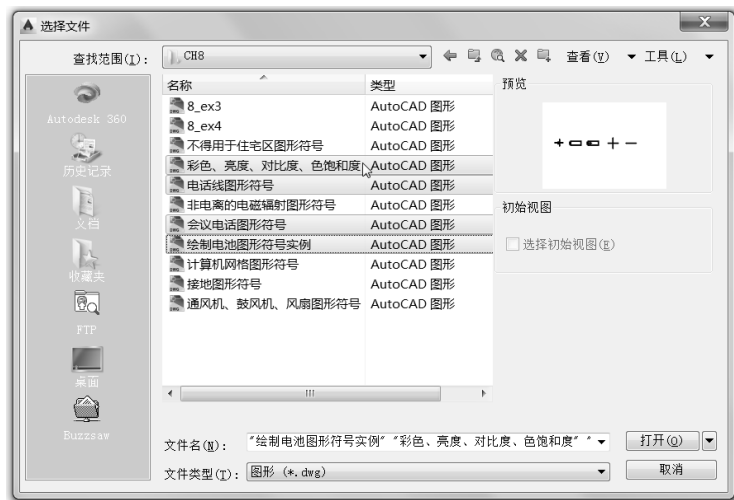 选择文件
查找范围(I): CH8 查看(V) 工具(L)
名称 类型 预览
8_ex3 AutoCAD 图形
8_ex4 AutoCAD 图形
不得用于住宅区图形符号 AutoCAD 图形
彩色、亮度、对比度、色饱和度 AutoCAD 图形
电话线图形符号 AutoCAD 图形
非电离的电磁辐射图形符号 AutoCAD 图形
会议电话图形符号 AutoCAD 图形
绘制电池图形符号实例 AutoCAD 图形
计算机网格图形符号 AutoCAD 图形
接地图形符号 AutoCAD 图形
通风机、鼓风机、风扇图形符号 AutoCAD 图形
Autodesk 360
历史记录
文档
收藏夹
FTP
桌面
Buzzsaw
初始视图
选择初始视图(E)
文件名(N): "绘制电池图形符号实例" "彩色、亮度、对比度、色饱和度" " 打开(O)
文件类型(T): 图形 (*.dwg) 取消